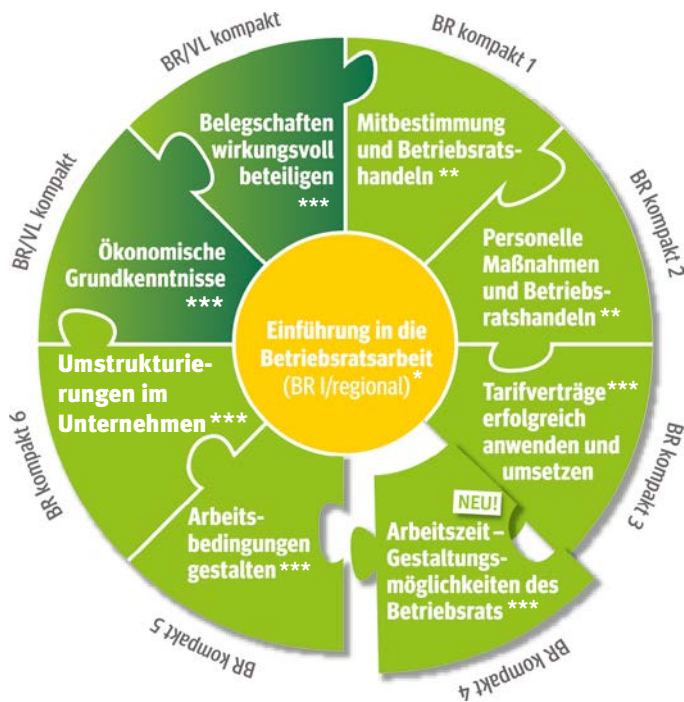 BR/VL kompakt
BR kompakt 1
Belegschaften
wirkungsvoll
beteiligen
***
Mitbestimmung
und Betriebsrats-
handeln **
BR/VL kompakt
BR kompakt 2
Ökonomische
Grundkenntnisse
***
Personelle
Maßnahmen
und Betriebs-
ratshandeln **
Einführung in die
Betriebsratsarbeit
(BR I/regional) *
Umstrukturie-
rungen im
Unternehmen ***
BR kompakt 6
Tarifverträge ***
erfolgreich
anwenden und
umsetzen
BR kompakt 3
Arbeits-
bedingungen
gestalten ***
BR kompakt 5
NEU!
Arbeitszeit –
Gestaltungs-
möglichkeiten des
Betriebsrats ***
BR kompakt 4